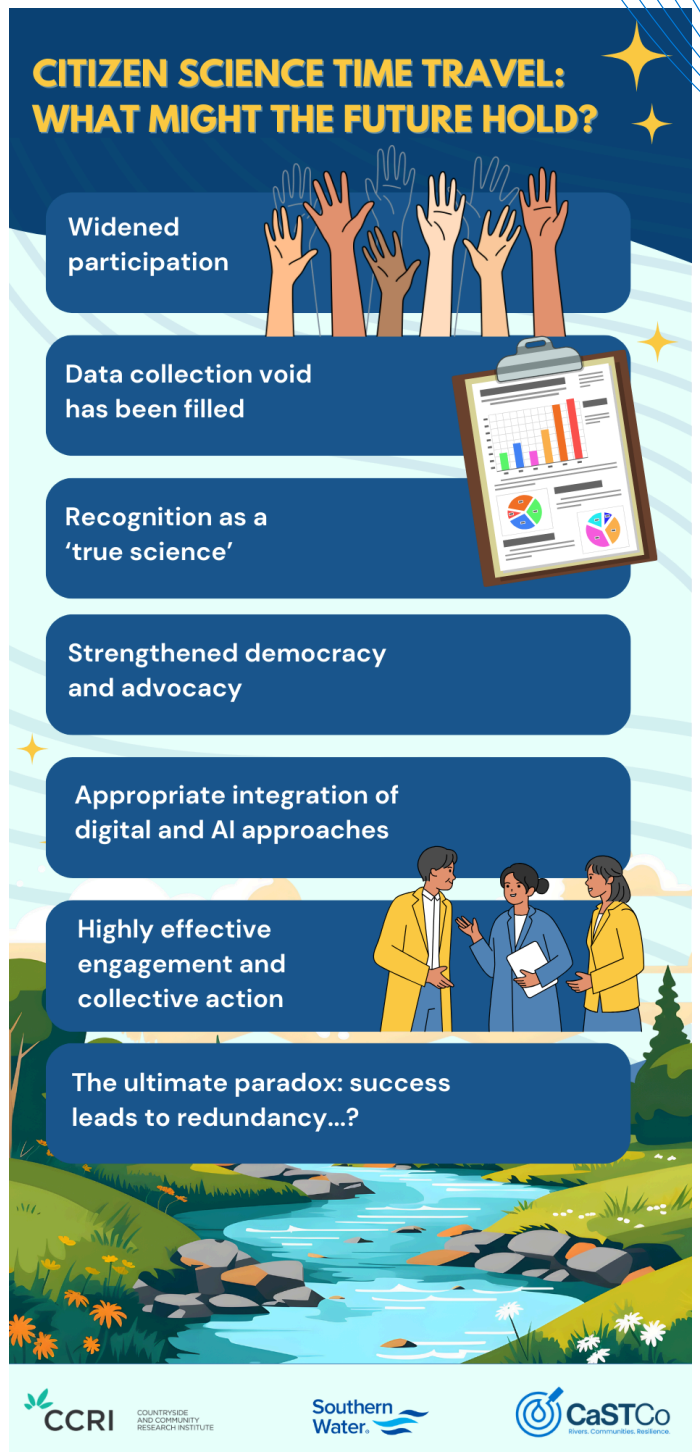 CITIZEN SCIENCE TIME TRAVEL:
WHAT MIGHT THE FUTURE HOLD?
Widened
participation
Data collection void
has been filled
Recognition as a
‘true science’
Strengthened democracy
and advocacy
Appropriate integration of
digital and AI approaches
Highly effective
engagement and
collective action
The ultimate paradox: success
leads to redundancy...?
CCRI
COUNTRYSIDE
AND COMMUNITY
RESEARCH INSTITUTE
Southern
Water
CaSTCo
Rivers. Communities. Resilience.